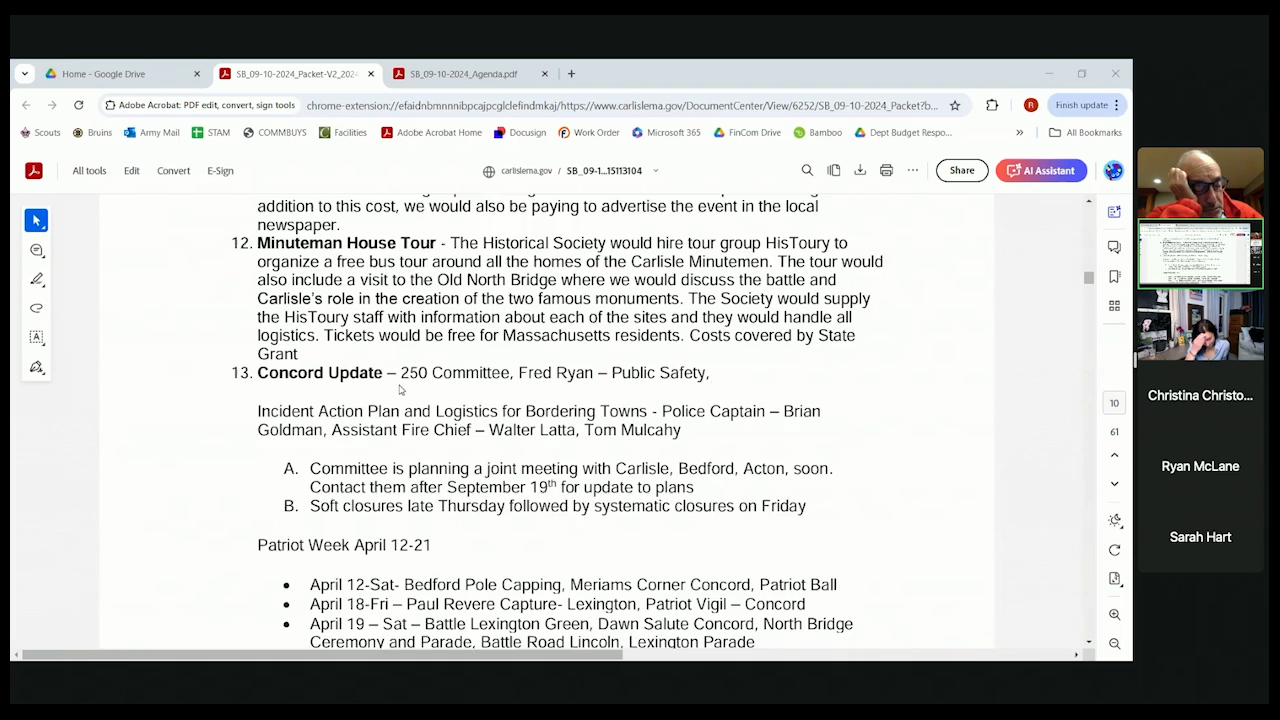 Home - Google Drive
SB_09-10-2024_Packet-V2_202
SB_09-10-2024_Agenda.pdf
Adobe Acrobat: PDF edit, convert, sign tools
chrome-extension://efaidnbmnnnibpcajpcglclefindmkaj/https://www.carlislema.gov/DocumentCenter/View/6252/SB_09-10-2024_Packet?b...
Finish update
R
Scouts
Bruins
Army Mail
STAM
COMMBUYS
Facilities
Adobe Acrobat Home
Docusign
Work Order
Microsoft 365
FinCom Drive
Bamboo
Dept Budget Respo...
All Bookmarks
All tools
Edit
Convert
E-Sign
carlislema.gov / SB_09-1...15113104
Share
AI Assistant
addition to this cost, we would also be paying to advertise the event in the local
newspaper.
12. Minuteman House Tour - The Historical Society would hire tour group HisToury to
organize a free bus tour around all the homes of the Carlisle Minutemen. The tour would
also include a visit to the Old North Bridge where we would discuss the battle and
Carlisle's role in the creation of the two famous monuments. The Society would supply
the HisToury staff with information about each of the sites and they would handle all
logistics. Tickets would be free for Massachusetts residents. Costs covered by State
Grant
13. Concord Update – 250 Committee, Fred Ryan – Public Safety,
Incident Action Plan and Logistics for Bordering Towns - Police Captain – Brian
Goldman, Assistant Fire Chief – Walter Latta, Tom Mulcahy
A. Committee is planning a joint meeting with Carlisle, Bedford, Acton, soon.
Contact them after September 19th for update to plans
B. Soft closures late Thursday followed by systematic closures on Friday
Patriot Week April 12-21
• April 12-Sat- Bedford Pole Capping, Meriams Corner Concord, Patriot Ball
• April 18-Fri – Paul Revere Capture- Lexington, Patriot Vigil – Concord
• April 19 – Sat – Battle Lexington Green, Dawn Salute Concord, North Bridge
Ceremony and Parade, Battle Road Lincoln, Lexington Parade
10
61
Christina Christo...
Ryan McLane
Sarah Hart